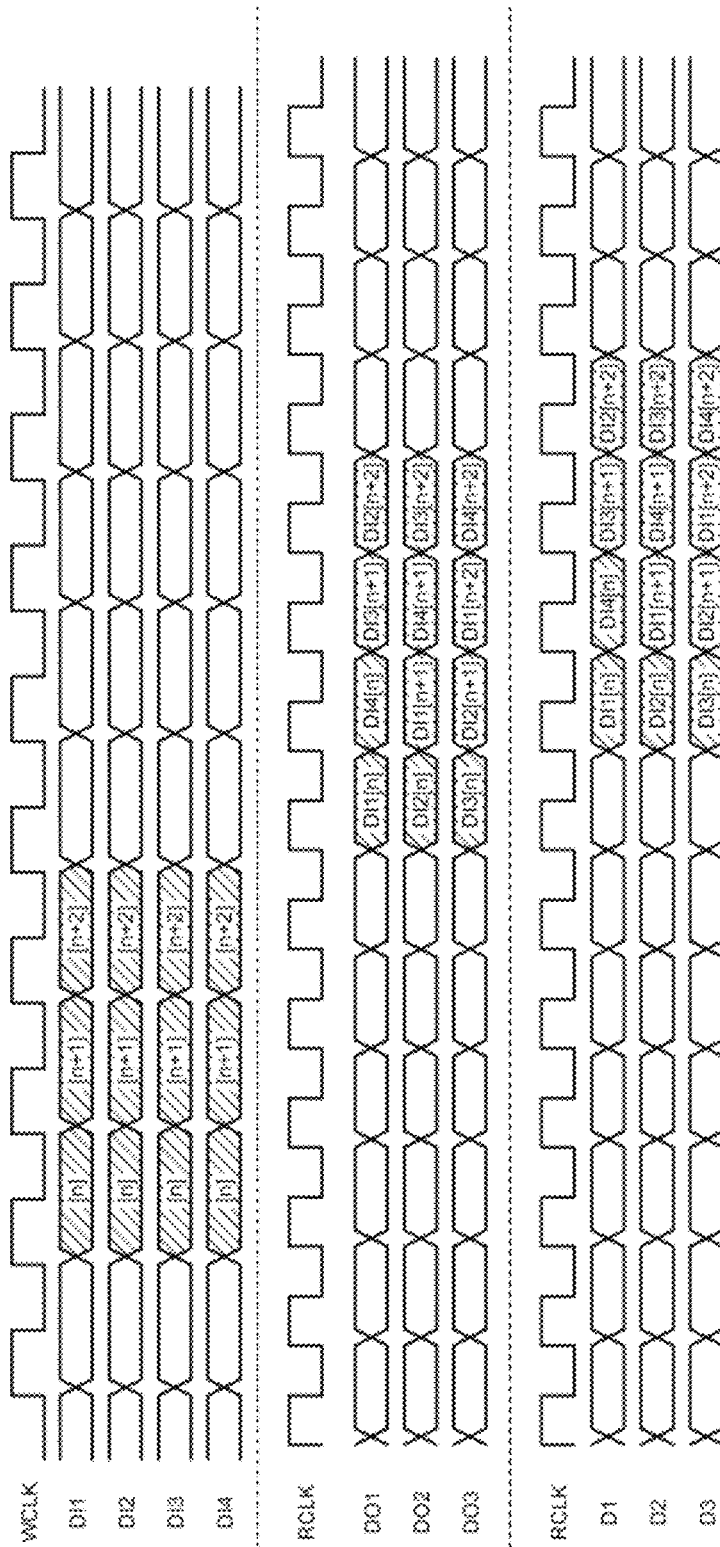 WCLK
DI1 [n] [n+1] [n+2]
DI2 [n] [n+1] [n+2]
DI3 [n] [n+1] [n+2]
DI4 [n] [n+1] [n+2]
RCLK
DO1 DI1[n] DI4[n] DI3[n+1] DI2[n+2]
DO2 DI2[n] DI1[n+1] DI4[n+1] DI3[n+2]
DO3 DI3[n] DI2[n+1] DI1[n+2] DI4[n+2]
RCLK
D1 DI1[n] DI4[n] DI3[n+1] DI2[n+2]
D2 DI2[n] DI1[n+1] DI4[n+1] DI3[n+2]
D3 DI3[n] DI2[n+1] DI1[n+2] DI4[n+2]